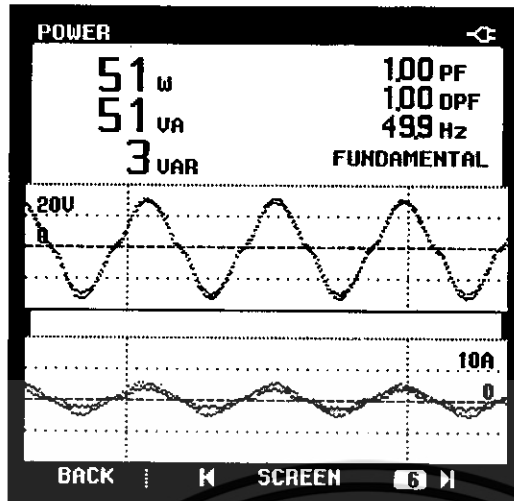 POWER
51 W
1.00 PF
51 VA
1.00 DPF
3 VAR
49.9 Hz
FUNDAMENTAL
20V
0
10A
0
BACK SCREEN 6